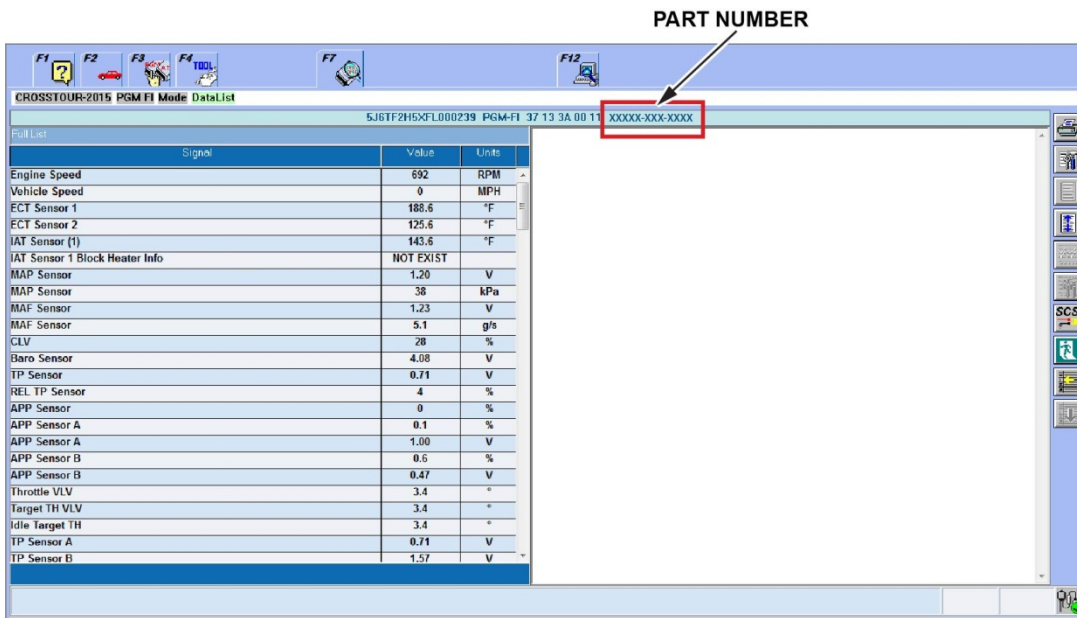 PART NUMBER
F1 F2 F3 F4 TOOL F7 F12
CROSSTOUR-2015 PGM FI Mode DataList
5J6TF2H5XFL000239 PGM-FI 37 13 3A 00 11 XXXXX-XXX-XXXX
Full List
Signal Value Units
Engine Speed 692 RPM
Vehicle Speed 0 MPH
ECT Sensor 1 188.6 °F
ECT Sensor 2 125.6 °F
IAT Sensor (1) 143.6 °F
IAT Sensor 1 Block Heater Info NOT EXIST
MAP Sensor 1.20 V
MAP Sensor 38 kPa
MAF Sensor 1.23 V
MAF Sensor 5.1 g/s
SCS
CLV 28 %
Baro Sensor 4.08 V
TP Sensor 0.71 V
REL TP Sensor 4 %
APP Sensor 0 %
APP Sensor A 0.1 %
APP Sensor A 1.00 V
APP Sensor B 0.6 %
APP Sensor B 0.47 V
Throttle VLV 3.4 °
Target TH VLV 3.4 °
Idle Target TH 3.4 °
TP Sensor A 0.71 V
TP Sensor B 1.57 V